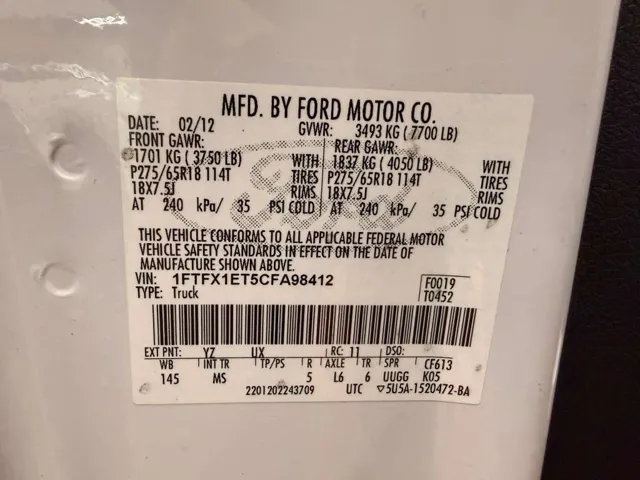 MFD. BY FORD MOTOR CO.
DATE: 02/12 GVWR: 3493 KG ( 7700 LB)
FRONT GAWR: REAR GAWR:
1701 KG ( 3750 LB) WITH 1837 KG ( 4050 LB) WITH
P275/65R18 114T TIRES P275/65R18 114T TIRES
18X7.5J RIMS 18X7.5J RIMS
AT 240 kPa/ 35 PSI COLD AT 240 kPa/ 35 PSI COLD
Ford
THIS VEHICLE CONFORMS TO ALL APPLICABLE FEDERAL MOTOR
VEHICLE SAFETY STANDARDS IN EFFECT ON THE DATE OF
MANUFACTURE SHOWN ABOVE.
VIN: 1FTFX1ET5CFA98412 F0019
TYPE: Truck T0452
EXT PNT: YZ UX RC: 11 DSO:
WB INT TR TP/PS R AXLE TR SPR CF613
145 MS 5 L6 6 UUGG K05
2201202243709 UTC ▽5U5A-1520472-BA